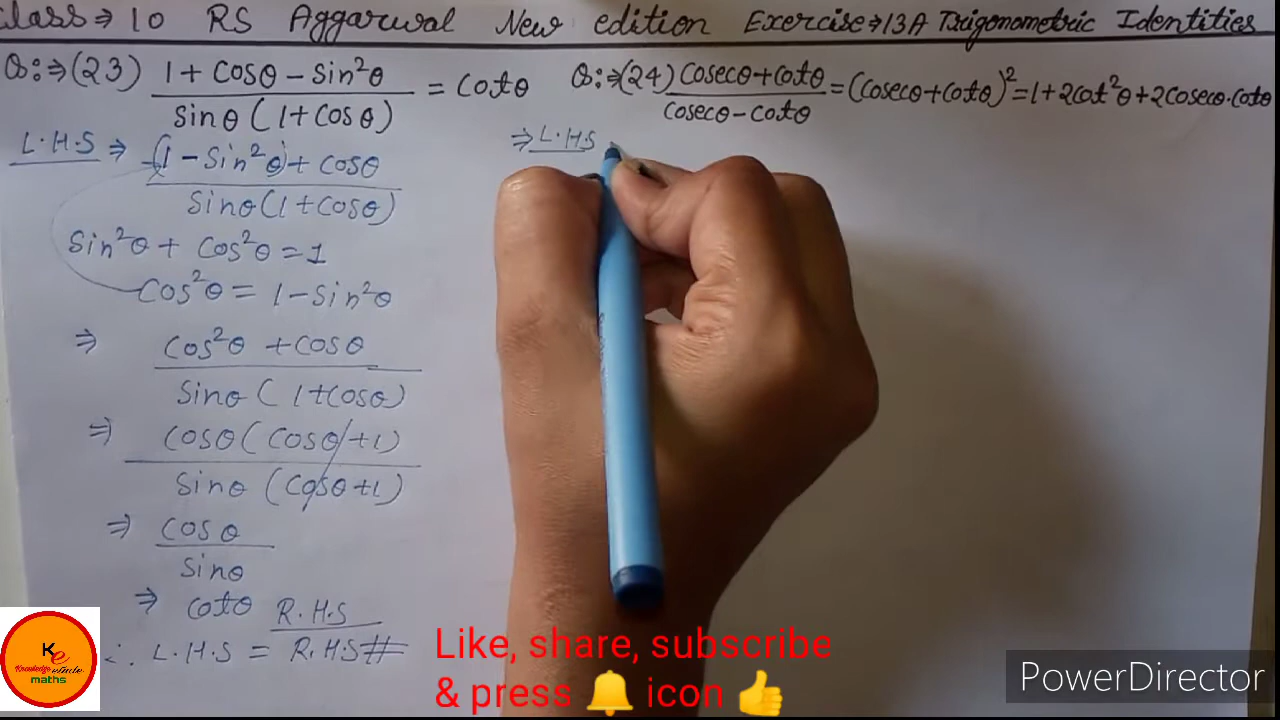 Class⇒10 RS Aggarwal New edition Exercise⇒13A Trigonometric Identities
Q:⇒(23) (1 + Cosθ − Sin²θ) / (Sinθ (1 + Cosθ)) = Cotθ
L.H.S ⇒ ((1 − Sin²θ) + Cosθ) / (Sinθ(1 + Cosθ))
Sin²θ + Cos²θ = 1
Cos²θ = 1 − Sin²θ
⇒ (Cos²θ + Cosθ) / (Sinθ (1 + Cosθ))
⇒ (Cosθ (Cosθ + 1)) / (Sinθ (Cosθ + 1))
⇒ Cosθ / Sinθ
⇒ Cotθ R.H.S
∴ L.H.S = R.H.S#
Q:⇒(24) (Cosecθ + Cotθ) / (Cosecθ − Cotθ) = (Cosecθ + Cotθ)² = 1 + 2Cot²θ + 2Cosecθ.Cotθ
⇒ L.H.S
Ke
Knowledge
maths
Like, share, subscribe
& press 🔔 icon 👍
PowerDirector